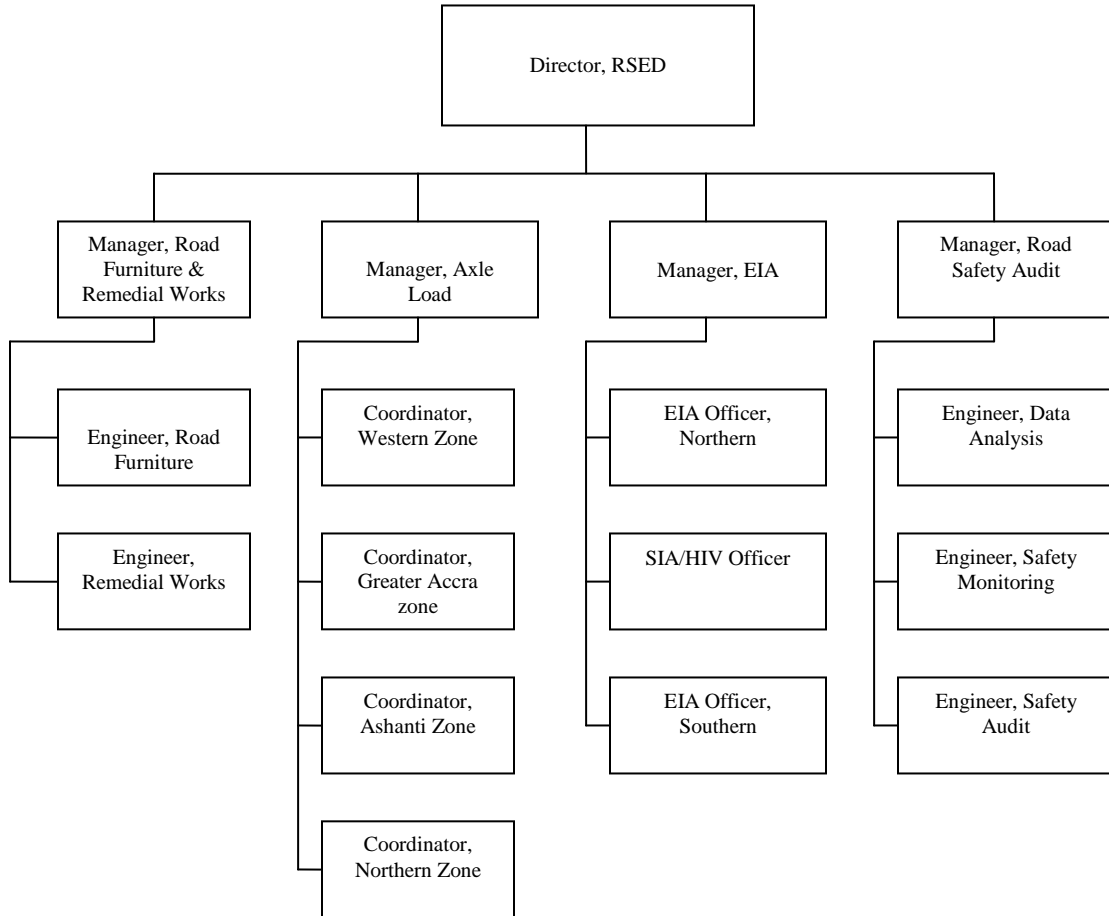 Director, RSED
Manager, Road
Furniture &
Remedial Works
Manager, Axle
Load
Manager, EIA
Manager, Road
Safety Audit
Engineer, Road
Furniture
Coordinator,
Western Zone
EIA Officer,
Northern
Engineer, Data
Analysis
Engineer,
Remedial Works
Coordinator,
Greater Accra
zone
SIA/HIV Officer
Engineer, Safety
Monitoring
Coordinator,
Ashanti Zone
EIA Officer,
Southern
Engineer, Safety
Audit
Coordinator,
Northern Zone